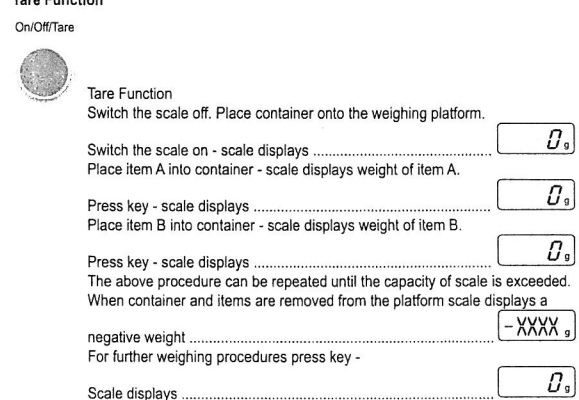 Tare Function
On/Off/Tare
Tare Function
Switch the scale off. Place container onto the weighing platform.
Switch the scale on - scale displays .......................................... 0 g
Place item A into container - scale displays weight of item A.
Press key - scale displays ....................................................... 0 g
Place item B into container - scale displays weight of item B.
Press key - scale displays ....................................................... 0 g
The above procedure can be repeated until the capacity of scale is exceeded.
When container and items are removed from the platform scale displays a
negative weight ....................................................................... -XXXX g
For further weighing procedures press key -
Scale displays ......................................................................... 0 g